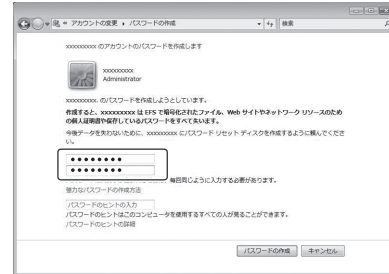 « アカウントの変更 ▸ パスワードの作成
検索
xxxxxxxxx のアカウントのパスワードを作成します
xxxxxxxxx
Administrator
xxxxxxxxx. のパスワードを作成しようとしています。
作成すると、xxxxxxxxx は EFS で暗号化されたファイル、Web サイトやネットワーク リソースのため
の個人証明書や保存しているパスワードをすべて失います。
今後データを失わないために、xxxxxxxxx にパスワード リセット ディスクを作成するように頼んでくださ
い。
●●●●●●●●
●●●●●●●●
毎回同じように入力する必要があります。
強力なパスワードの作成方法
パスワードのヒントの入力
パスワードのヒントはこのコンピュータを使用するすべての人が見ることができます。
パスワードのヒントの詳細
パスワードの作成
キャンセル